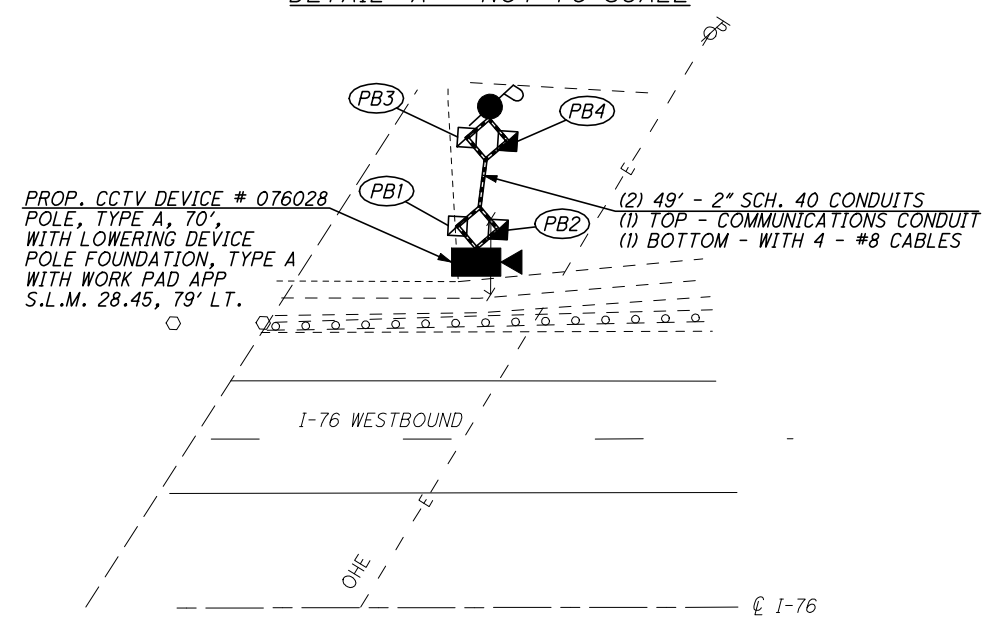 DETAIL "A" - NOT TO SCALE
PB3
PB4
PB1
PB2
PROP. CCTV DEVICE # 076028
POLE, TYPE A, 70',
WITH LOWERING DEVICE
POLE FOUNDATION, TYPE A
WITH WORK PAD APP
S.L.M. 28.45, 79' LT.
(2) 49' - 2" SCH. 40 CONDUITS
(1) TOP - COMMUNICATIONS CONDUIT
(1) BOTTOM - WITH 4 - #8 CABLES
E
I-76 WESTBOUND
E
OHE
℄ I-76